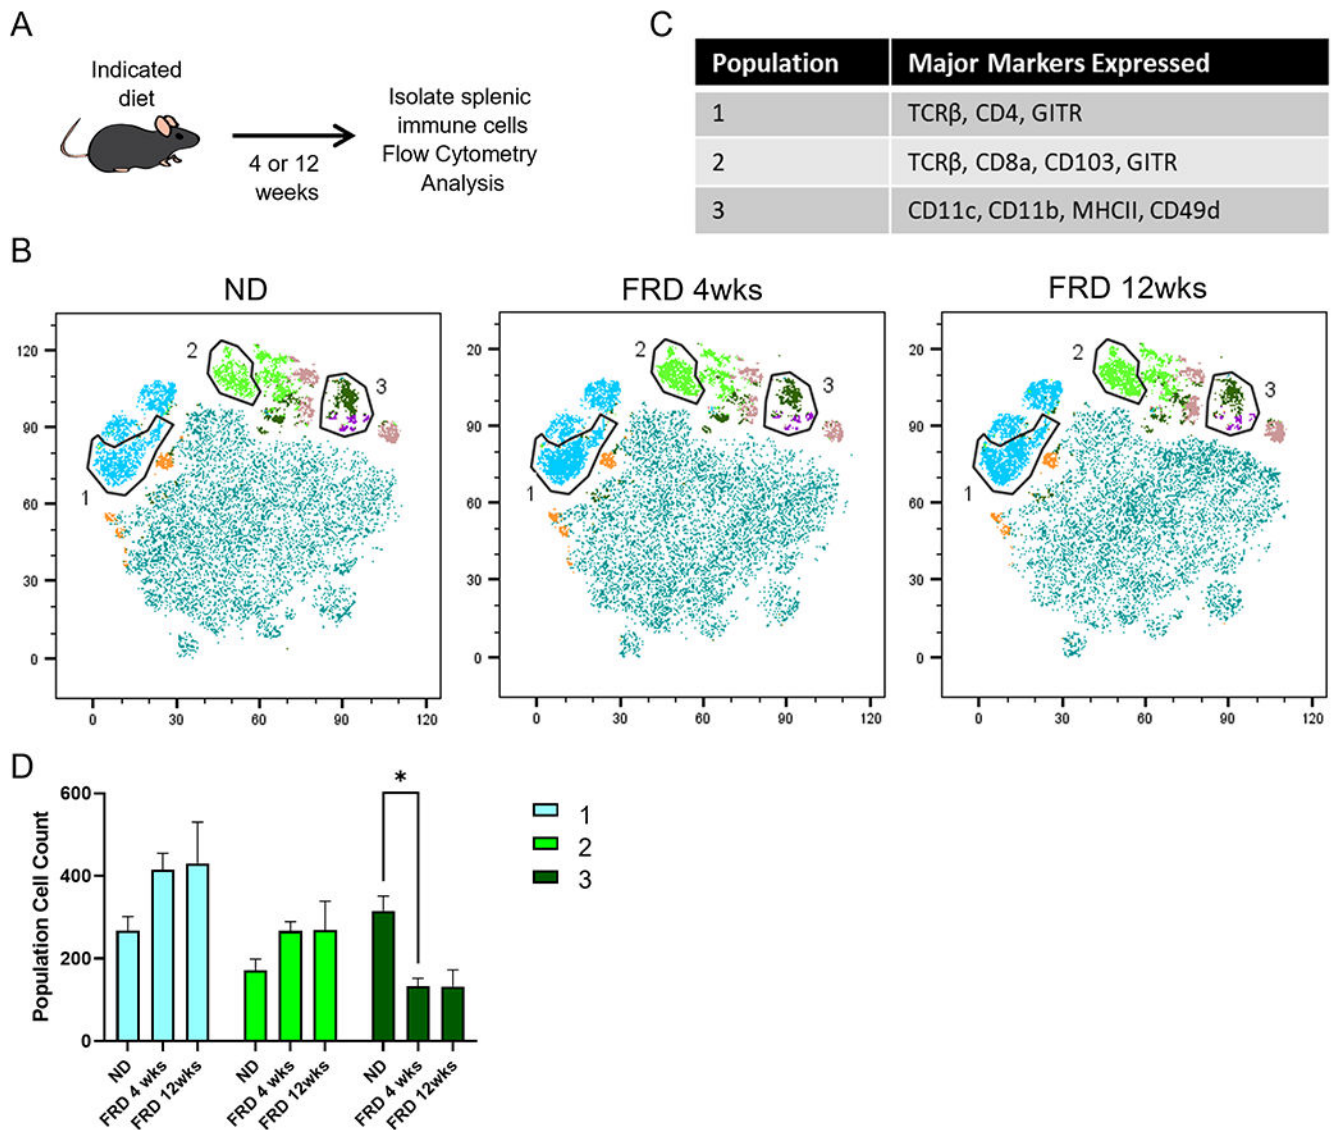 A
Indicated
diet
4 or 12
weeks
Isolate splenic
immune cells
Flow Cytometry
Analysis
C
Population Major Markers Expressed
1 TCRβ, CD4, GITR
2 TCRβ, CD8a, CD103, GITR
3 CD11c, CD11b, MHCII, CD49d
B
ND
120
90
60
30
0
0 30 60 90 120
1
2
3
FRD 4wks
20
90
60
30
0
0 30 60 90 120
1
2
3
FRD 12wks
20
90
60
30
0
0 30 60 90 120
1
2
3
D
Population Cell Count
600
400
200
0
*
ND
FRD 4 wks
FRD 12wks
ND
FRD 4 wks
FRD 12wks
ND
FRD 4 wks
FRD 12wks
1
2
3